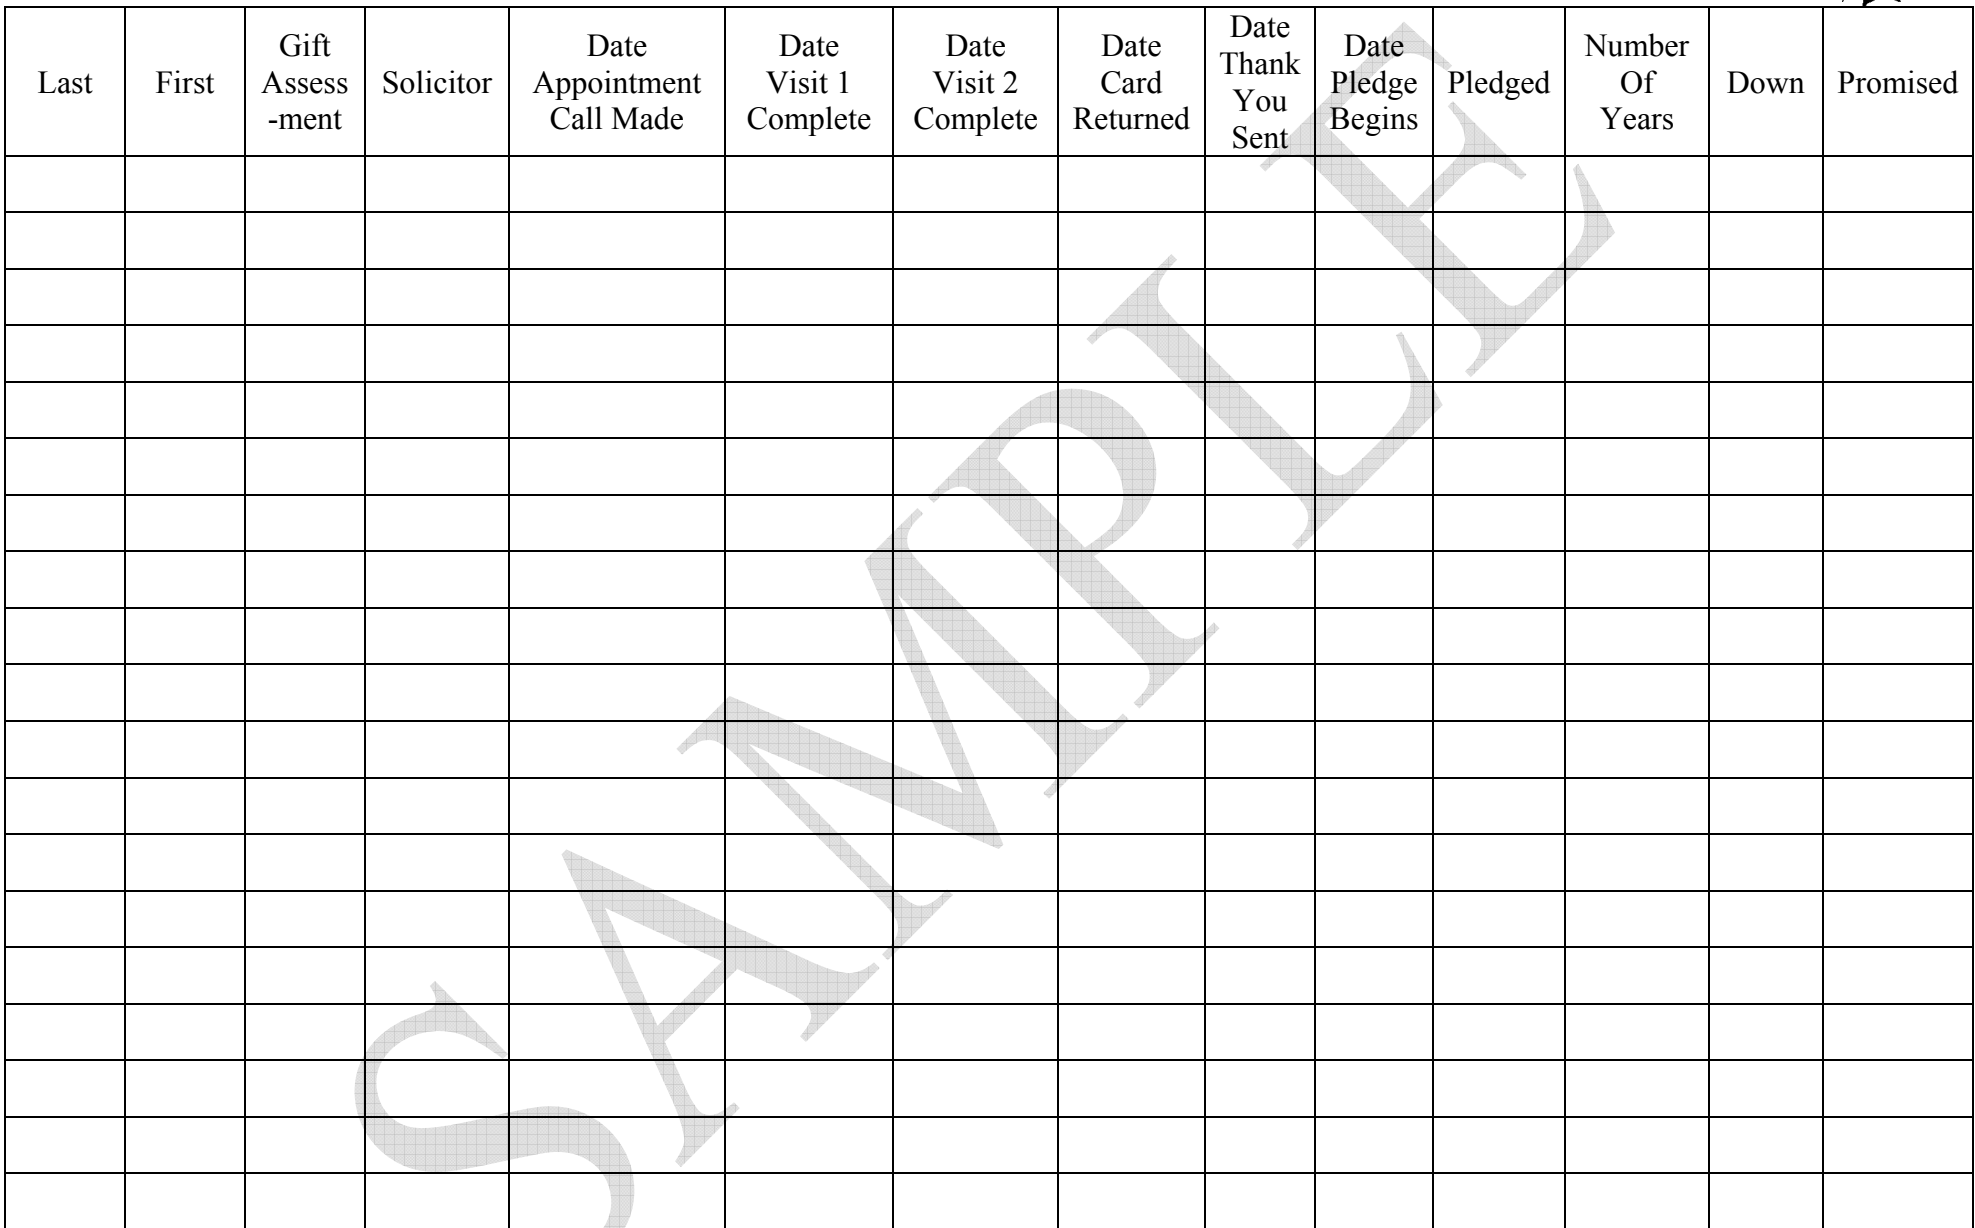 Last
First
Gift
Assess
-ment
Solicitor
Date
Appointment
Call Made
Date
Visit 1
Complete
Date
Visit 2
Complete
Date
Card
Returned
Date
Thank
You
Sent
Date
Pledge
Begins
Pledged
Number
Of
Years
Down
Promised
SAMPLE